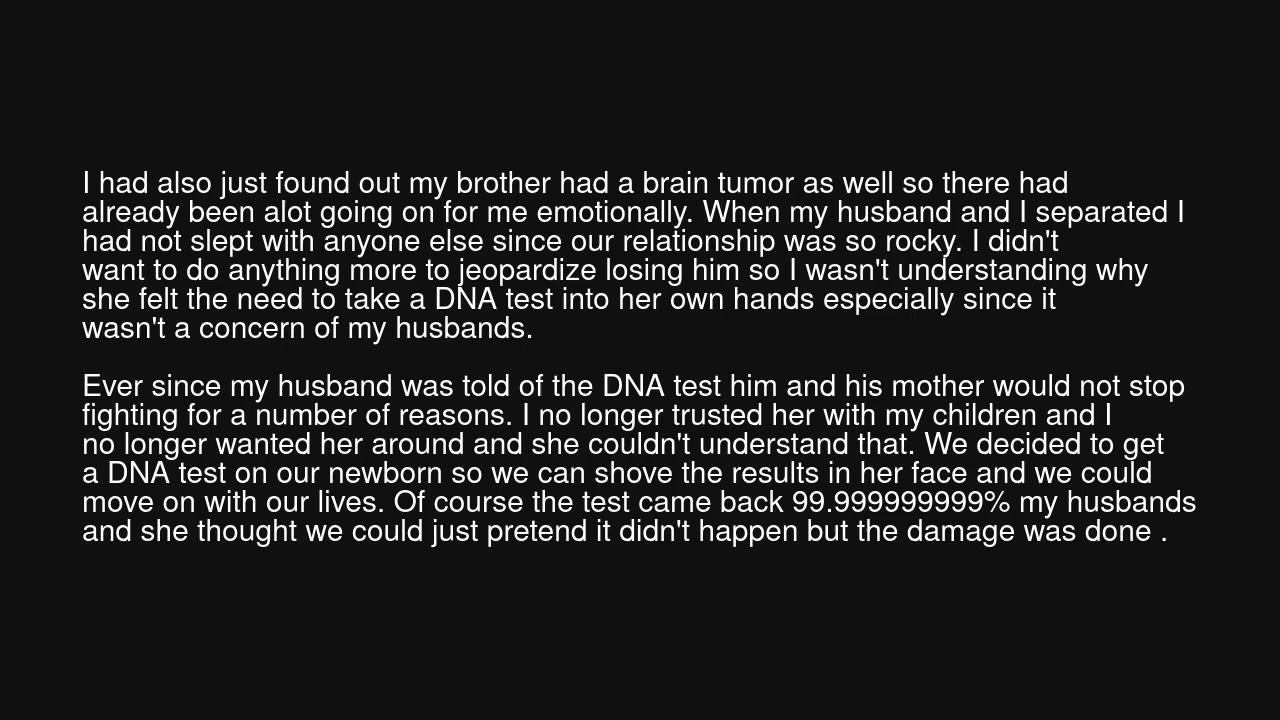 I had also just found out my brother had a brain tumor as well so there had
already been alot going on for me emotionally. When my husband and I separated I
had not slept with anyone else since our relationship was so rocky. I didn't
want to do anything more to jeopardize losing him so I wasn't understanding why
she felt the need to take a DNA test into her own hands especially since it
wasn't a concern of my husbands.
Ever since my husband was told of the DNA test him and his mother would not stop
fighting for a number of reasons. I no longer trusted her with my children and I
no longer wanted her around and she couldn't understand that. We decided to get
a DNA test on our newborn so we can shove the results in her face and we could
move on with our lives. Of course the test came back 99.999999999% my husbands
and she thought we could just pretend it didn't happen but the damage was done .